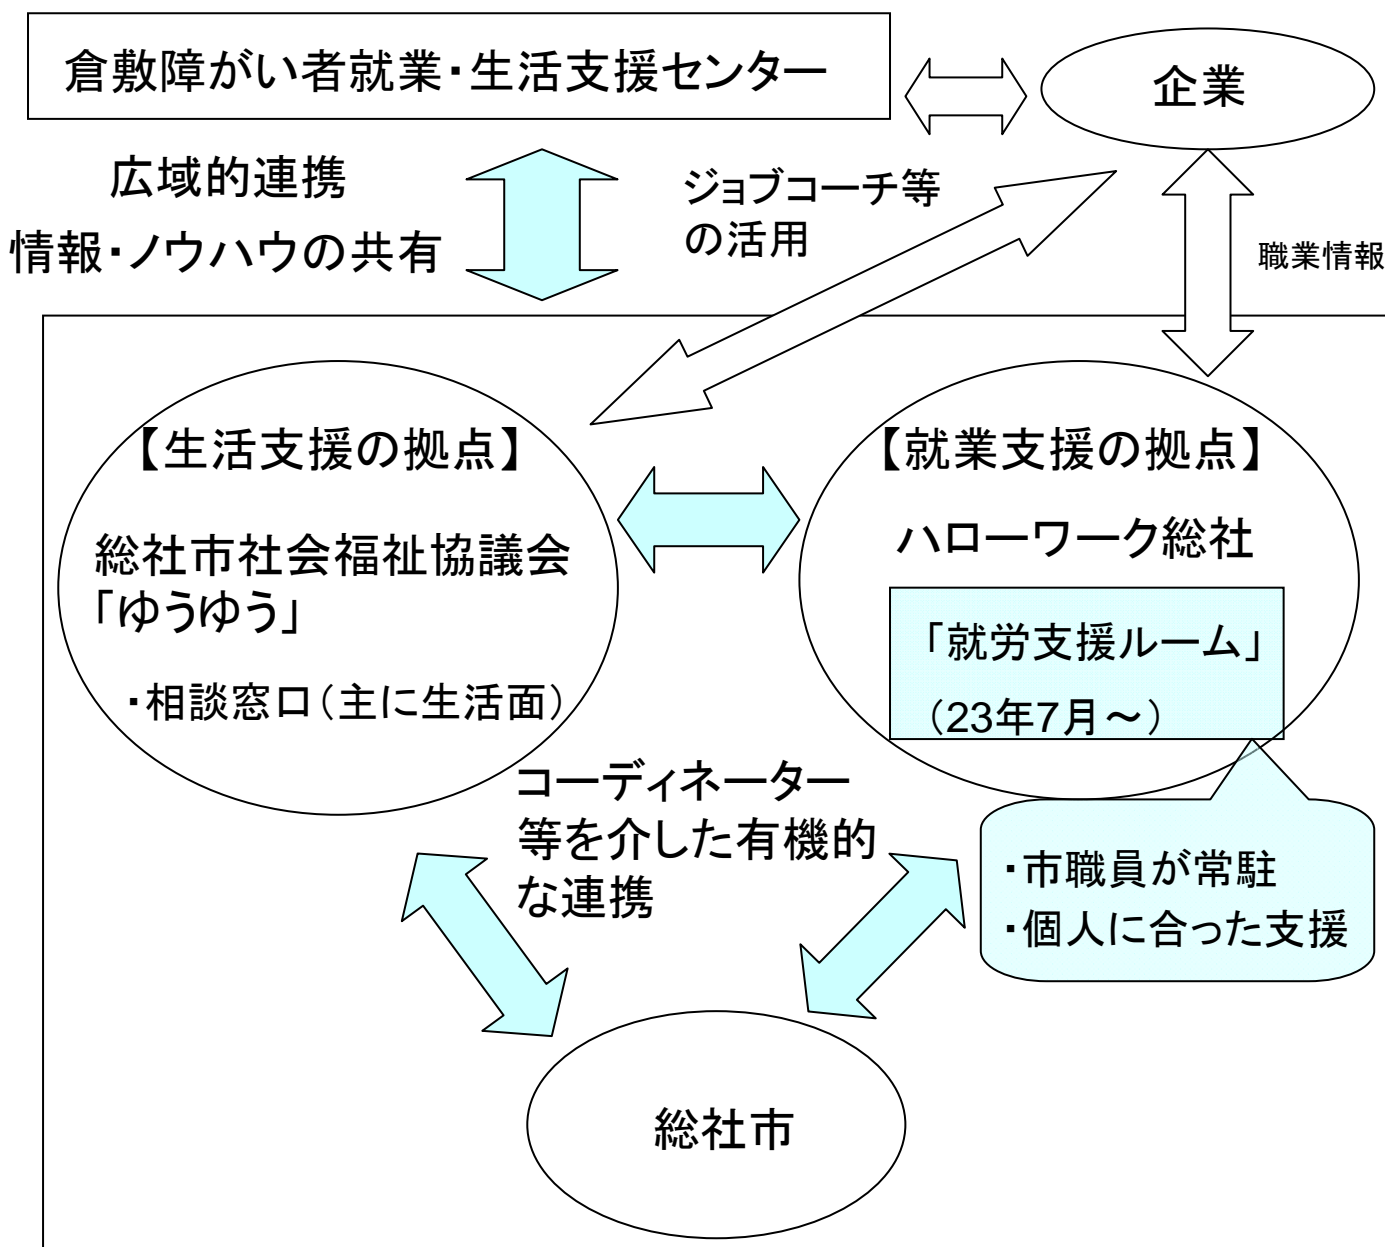 倉敷障がい者就業・生活支援センター
企業
広域的連携
情報・ノウハウの共有
ジョブコーチ等
の活用
職業情報
【生活支援の拠点】
総社市社会福祉協議会
「ゆうゆう」
・相談窓口（主に生活面）
【就業支援の拠点】
ハローワーク総社
「就労支援ルーム」
（23年7月～）
コーディネーター
等を介した有機的
な連携
・市職員が常駐
・個人に合った支援
総社市